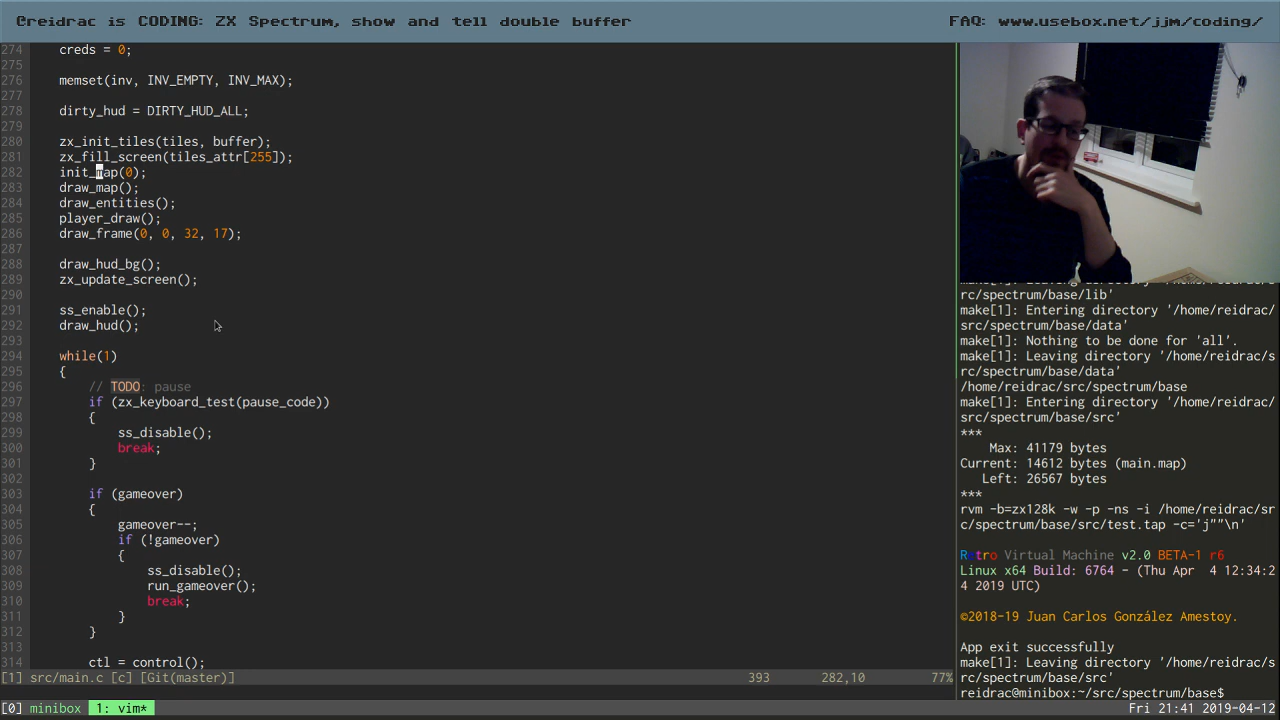 @reidrac is CODING: ZX Spectrum, show and tell double buffer
FAQ: www.usebox.net/jjm/coding/
274 creds = 0;
275
276 memset(inv, INV_EMPTY, INV_MAX);
277
278 dirty_hud = DIRTY_HUD_ALL;
279
280 zx_init_tiles(tiles, buffer);
281 zx_fill_screen(tiles_attr[255]);
282 init_map(0);
283 draw_map();
284 draw_entities();
285 player_draw();
286 draw_frame(0, 0, 32, 17);
287
288 draw_hud_bg();
289 zx_update_screen();
290
291 ss_enable();
292 draw_hud();
293
294 while(1)
295 {
296 // TODO: pause
297 if (zx_keyboard_test(pause_code))
298 {
299 ss_disable();
300 break;
301 }
302
303 if (gameover)
304 {
305 gameover--;
306 if (!gameover)
307 {
308 ss_disable();
309 run_gameover();
310 break;
311 }
312 }
313
314 ctl = control();
[1] src/main.c [c] [Git(master)] 393 282,10 77%
make[1]: Leaving directory '/home/reidrac/s
rc/spectrum/base/lib'
make[1]: Entering directory '/home/reidrac/
src/spectrum/base/data'
make[1]: Nothing to be done for 'all'.
make[1]: Leaving directory '/home/reidrac/s
rc/spectrum/base/data'
/home/reidrac/src/spectrum/base
make[1]: Entering directory '/home/reidrac/
src/spectrum/base/src'
***
Max: 41179 bytes
Current: 14612 bytes (main.map)
Left: 26567 bytes
***
rvm -b=zx128k -w -p -ns -i /home/reidrac/sr
c/spectrum/base/src/test.tap -c='j""\n'
Retro Virtual Machine v2.0 BETA-1 r6
Linux x64 Build: 6764 - (Thu Apr  4 12:34:2
4 2019 UTC)
©2018-19 Juan Carlos González Amestoy.
App exit successfully
make[1]: Leaving directory '/home/reidrac/s
rc/spectrum/base/src'
reidrac@minibox:~/src/spectrum/base$
[0] minibox 1: vim* Fri 21:41 2019-04-12